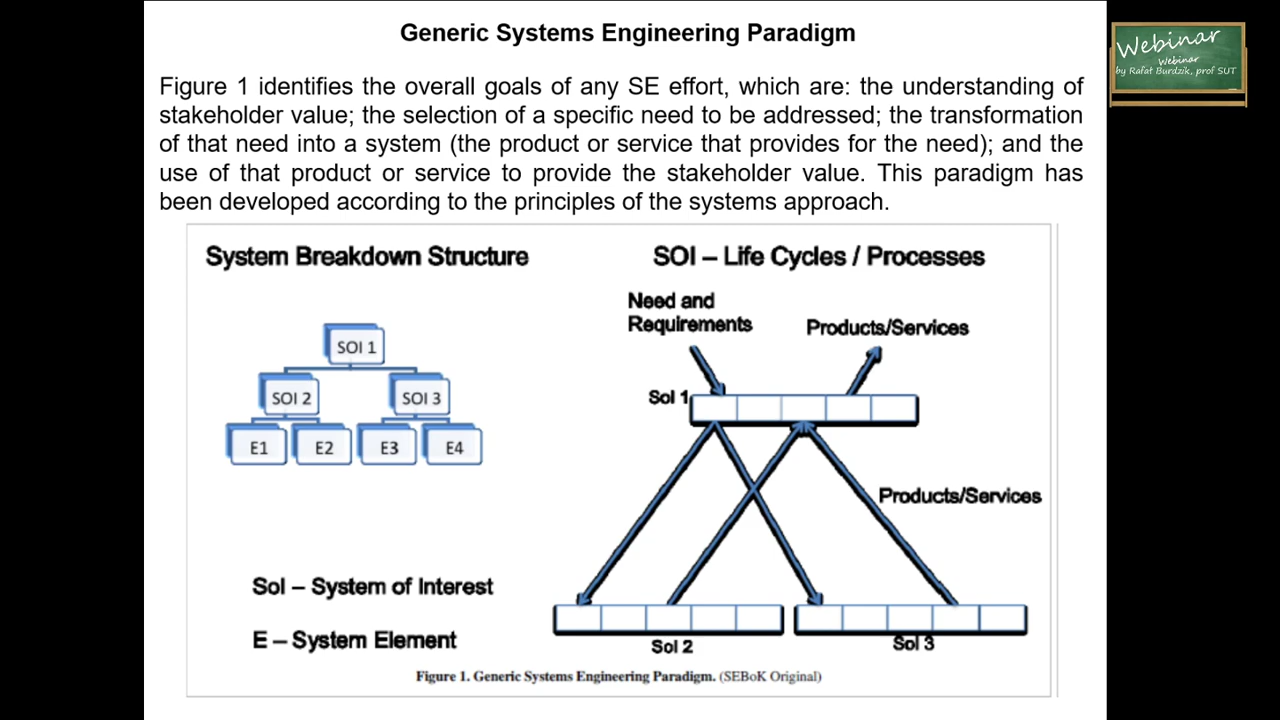 Generic Systems Engineering Paradigm
Webinar
Webinar
by Rafał Burdzik, prof SUT
Figure 1 identifies the overall goals of any SE effort, which are: the understanding of
stakeholder value; the selection of a specific need to be addressed; the transformation
of that need into a system (the product or service that provides for the need); and the
use of that product or service to provide the stakeholder value. This paradigm has
been developed according to the principles of the systems approach.
System Breakdown Structure
SOI 1
SOI 2
SOI 3
E1
E2
E3
E4
SoI – System of Interest
E – System Element
SOI – Life Cycles / Processes
Need and
Requirements
Products/Services
SoI 1
Products/Services
SoI 2
SoI 3
Figure 1. Generic Systems Engineering Paradigm. (SEBoK Original)